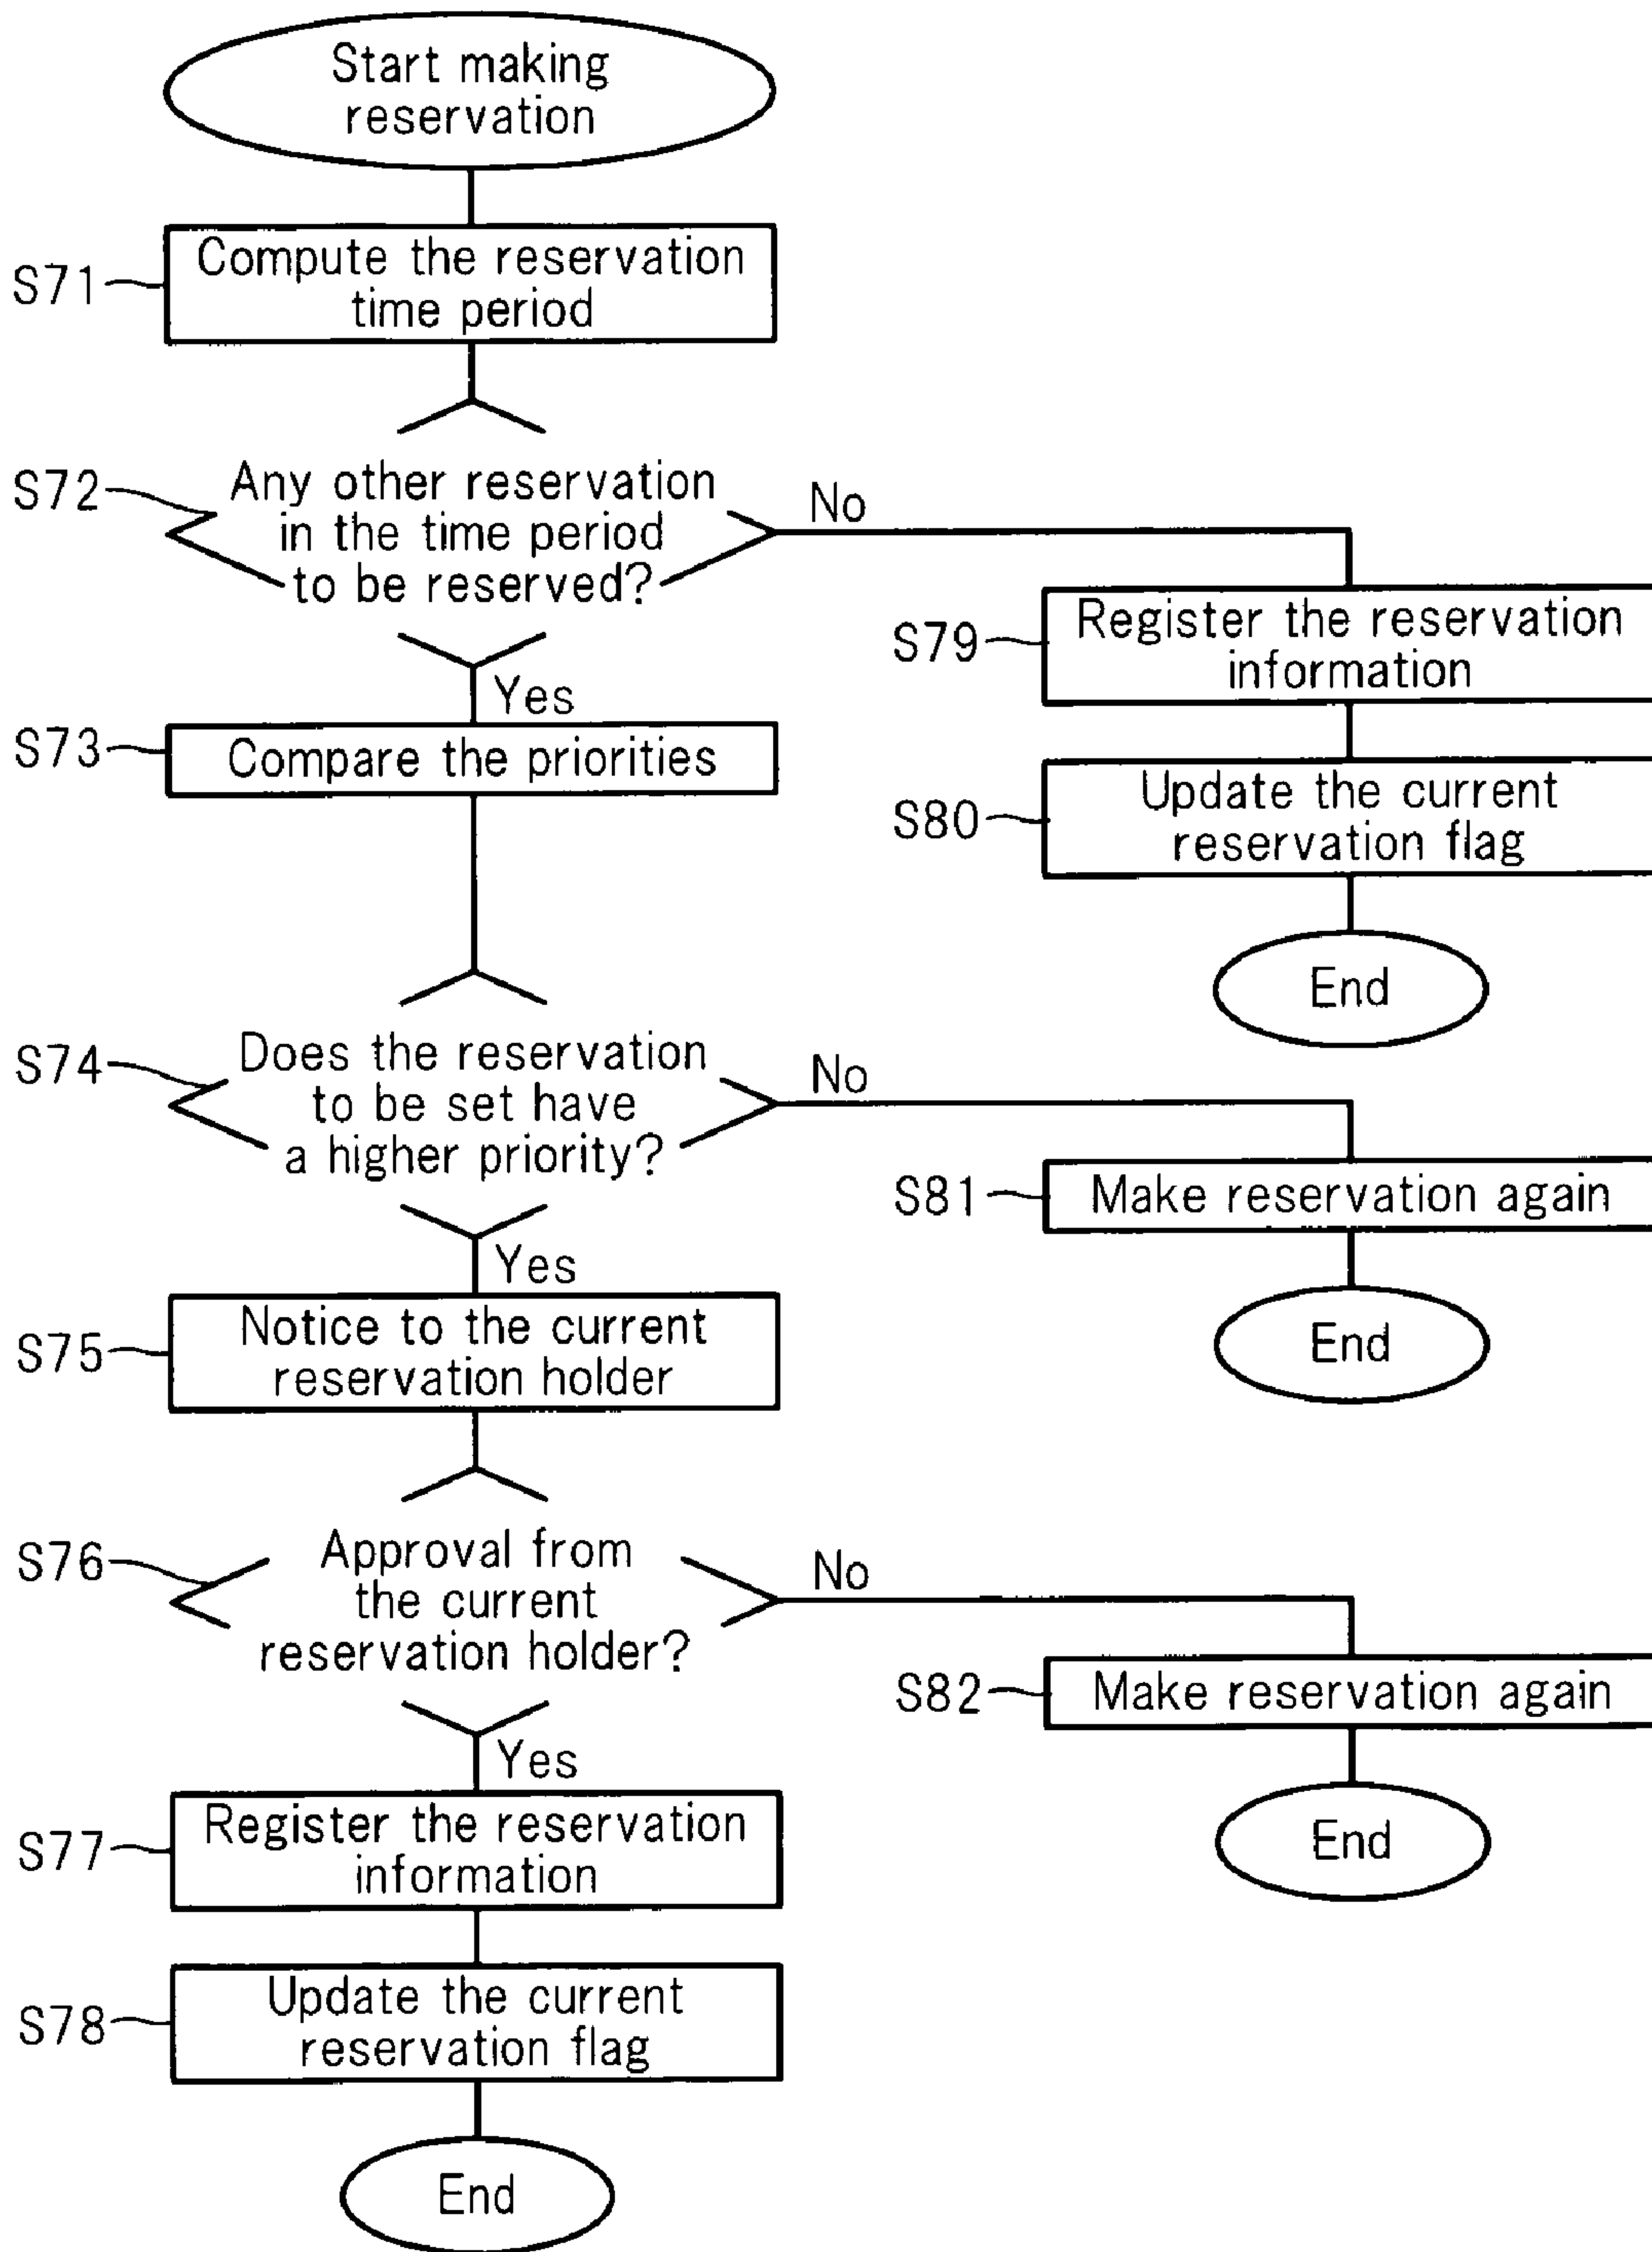 Start making
reservation
S71
Compute the reservation
time period
S72
Any other reservation
in the time period
to be reserved?
No
Yes
S79
Register the reservation
information
S73
Compare the priorities
S80
Update the current
reservation flag
End
S74
Does the reservation
to be set have
a higher priority?
No
Yes
S81
Make reservation again
End
S75
Notice to the current
reservation holder
S76
Approval from
the current
reservation holder?
No
Yes
S82
Make reservation again
End
S77
Register the reservation
information
S78
Update the current
reservation flag
End